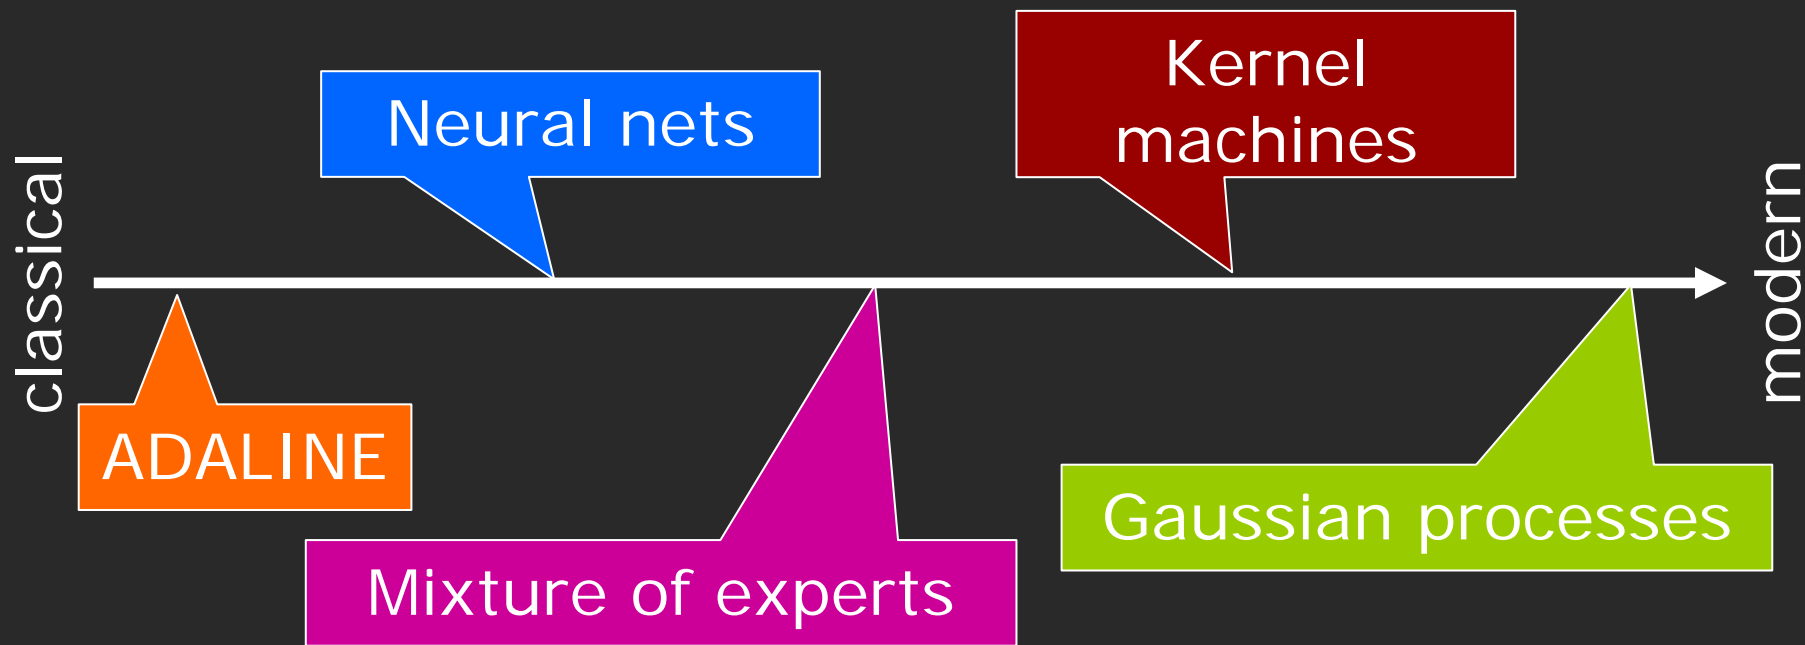 classical
Neural nets
Kernel
machines
modern
ADALINE
Mixture of experts
Gaussian processes